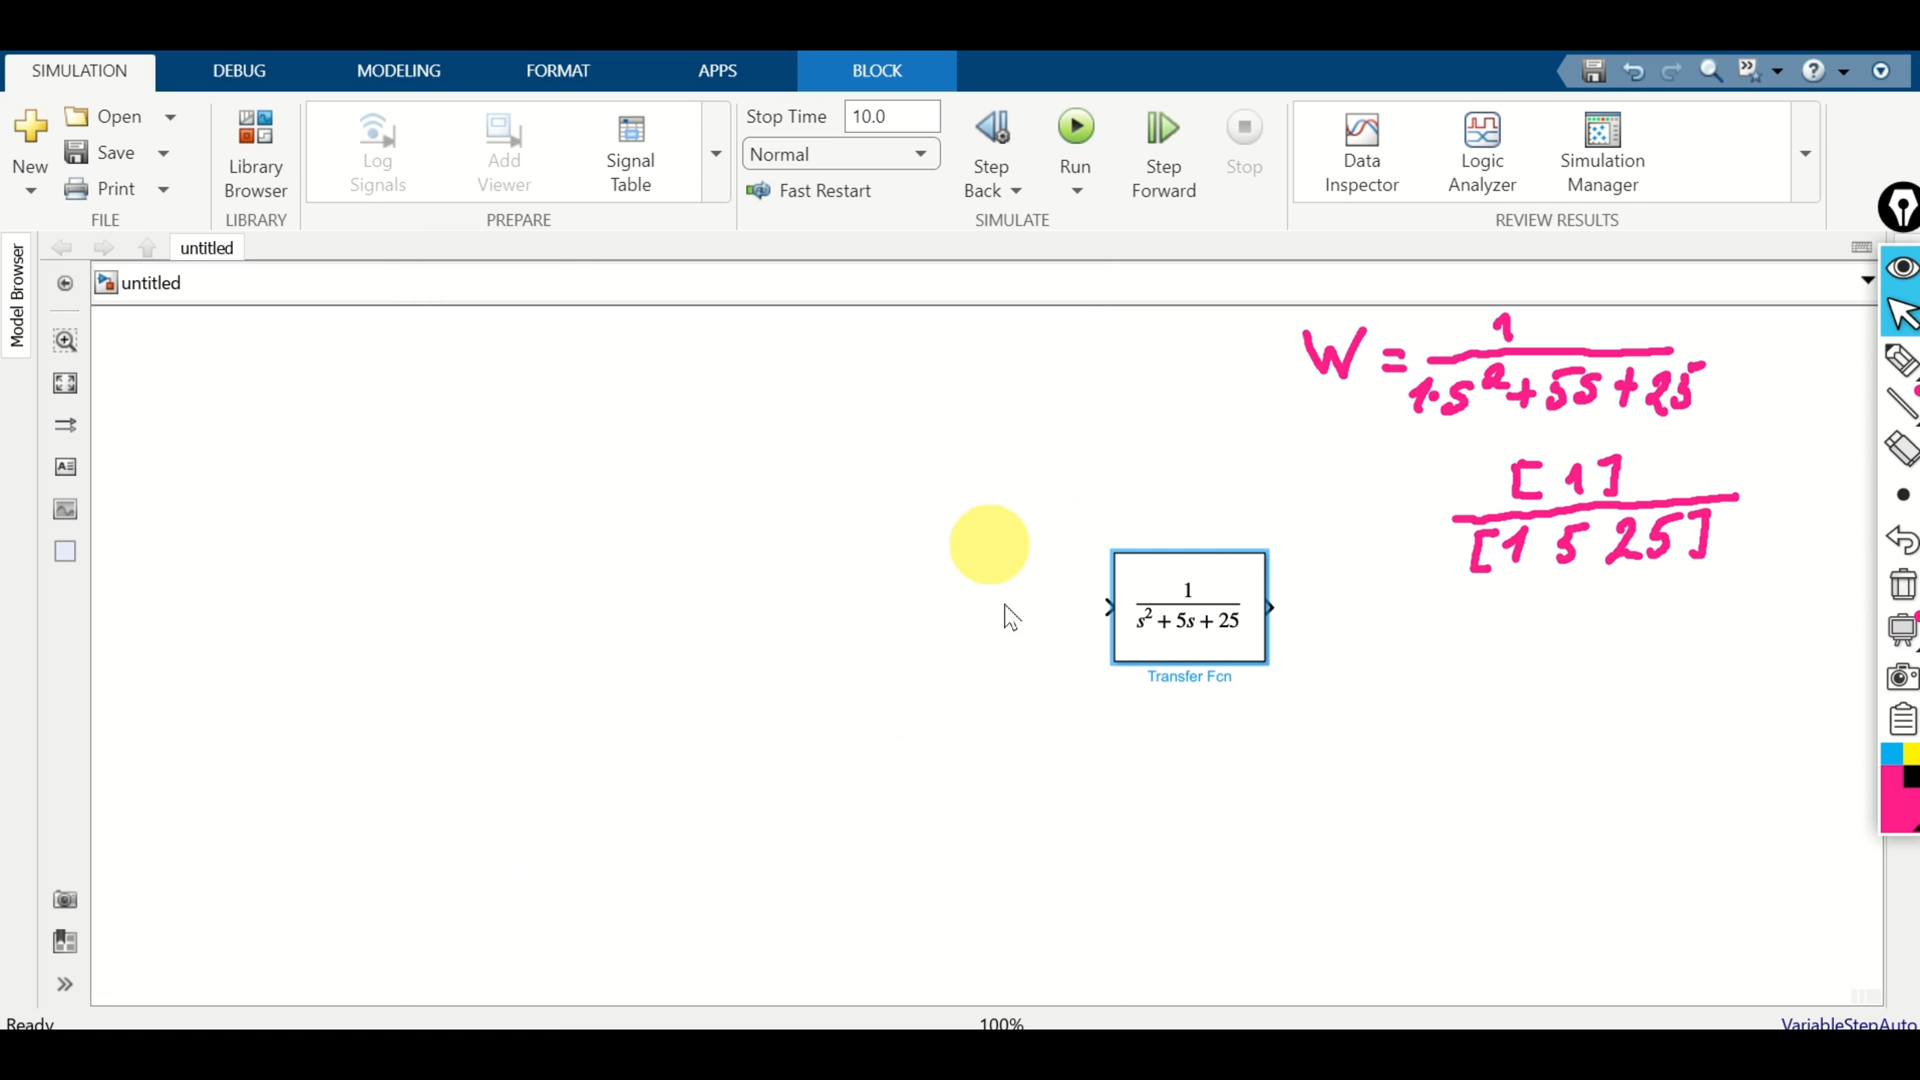 SIMULATION DEBUG MODELING FORMAT APPS BLOCK
New
Open
Save
Print
FILE
Library Browser
LIBRARY
Log Signals
Add Viewer
Signal Table
PREPARE
Stop Time 10.0
Normal
Fast Restart
Step Back
Run
Step Forward
Stop
SIMULATE
Data Inspector
Logic Analyzer
Simulation Manager
REVIEW RESULTS
Model Browser
untitled
untitled
W = 1
1·s²+5s+25
[ 1 ]
[1 5 25]
1
s² + 5s + 25
Transfer Fcn
Ready
100%
VariableStepAuto